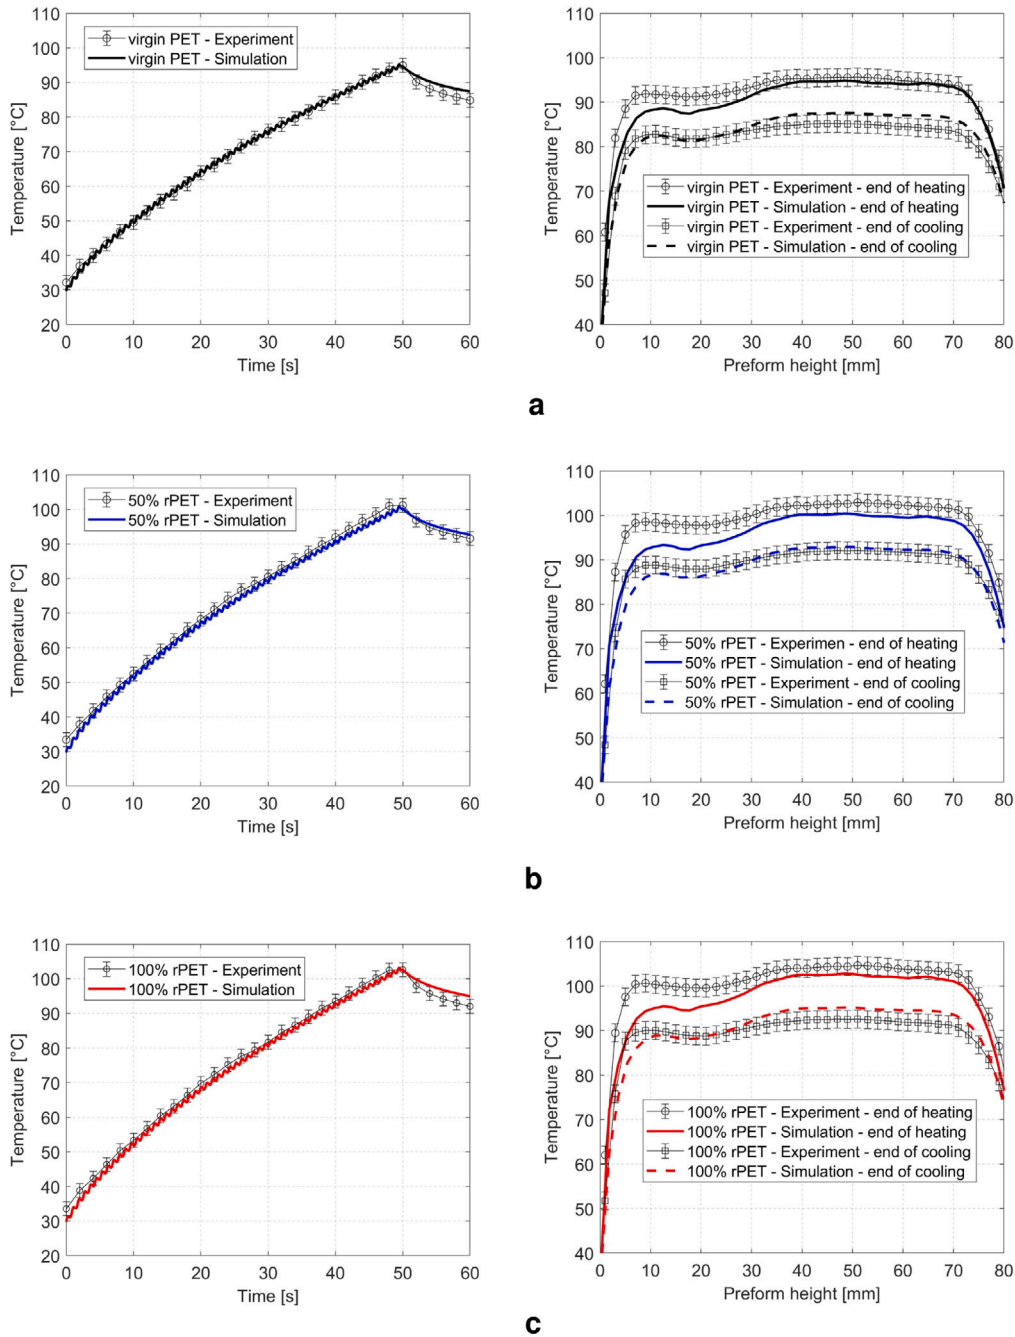 110
100
90
80
70
60
50
40
30
20
Temperature [°C]
virgin PET - Experiment
virgin PET - Simulation
0 10 20 30 40 50 60
Time [s]
110
100
90
80
70
60
50
40
Temperature [°C]
virgin PET - Experiment - end of heating
virgin PET - Simulation - end of heating
virgin PET - Experiment - end of cooling
virgin PET - Simulation - end of cooling
0 10 20 30 40 50 60 70 80
Preform height [mm]
a
110
100
90
80
70
60
50
40
30
20
Temperature [°C]
50% rPET - Experiment
50% rPET - Simulation
0 10 20 30 40 50 60
Time [s]
110
100
90
80
70
60
50
40
Temperature [°C]
50% rPET - Experimen - end of heating
50% rPET - Simulation - end of heating
50% rPET - Experiment - end of cooling
50% rPET - Simulation - end of cooling
0 10 20 30 40 50 60 70 80
Preform height [mm]
b
110
100
90
80
70
60
50
40
30
20
Temperature [°C]
100% rPET - Experiment
100% rPET - Simulation
0 10 20 30 40 50 60
Time [s]
110
100
90
80
70
60
50
40
Temperature [°C]
100% rPET - Experiment - end of heating
100% rPET - Simulation - end of heating
100% rPET - Experiment - end of cooling
100% rPET - Simulation - end of cooling
0 10 20 30 40 50 60 70 80
Preform height [mm]
c